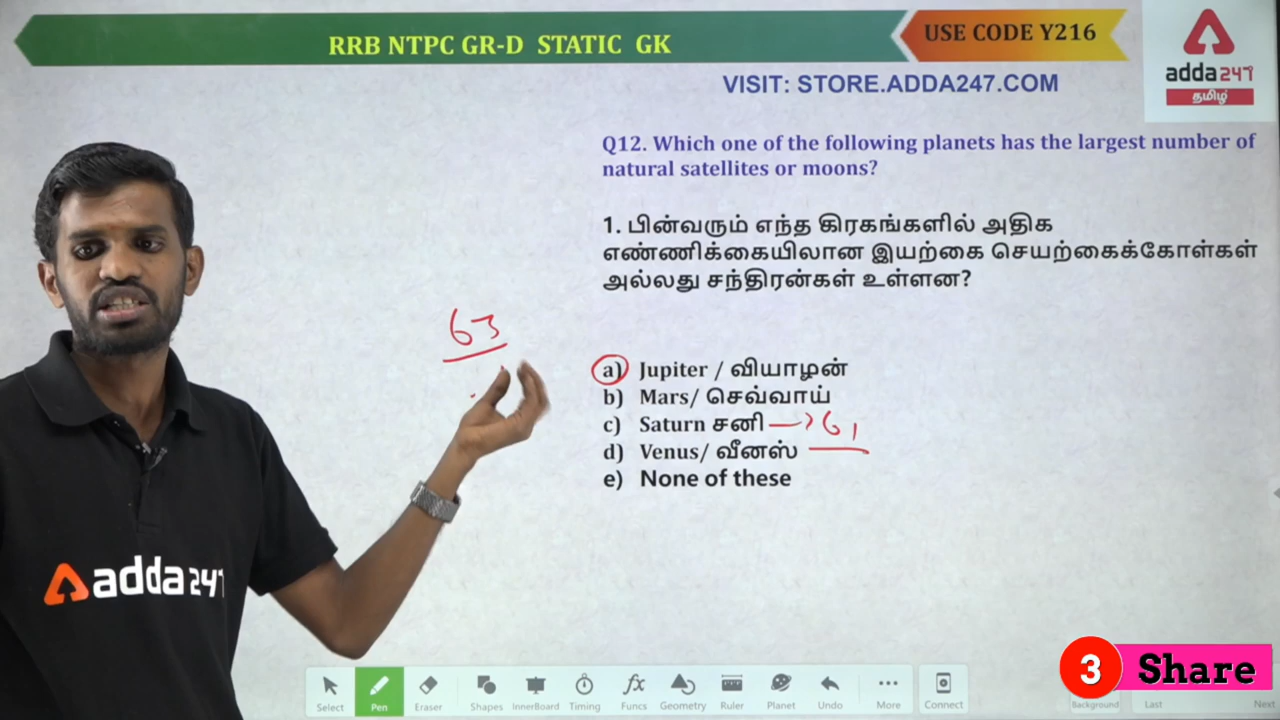 RRB NTPC GR-D STATIC GK
USE CODE Y216
adda247
தமிழ்
VISIT: STORE.ADDA247.COM
Q12. Which one of the following planets has the largest number of
natural satellites or moons?
1. பின்வரும் எந்த கிரகங்களில் அதிக
எண்ணிக்கையிலான இயற்கை செயற்கைக்கோள்கள்
அல்லது சந்திரன்கள் உள்ளன?
63
a) Jupiter / வியாழன்
b) Mars/ செவ்வாய்
c) Saturn சனி → 61
d) Venus/ வீனஸ்
e) None of these
adda247
3 Share
Select Pen Eraser Shapes InnerBoard Timing Funcs Geometry Ruler Planet Undo More Connect Background Last Next